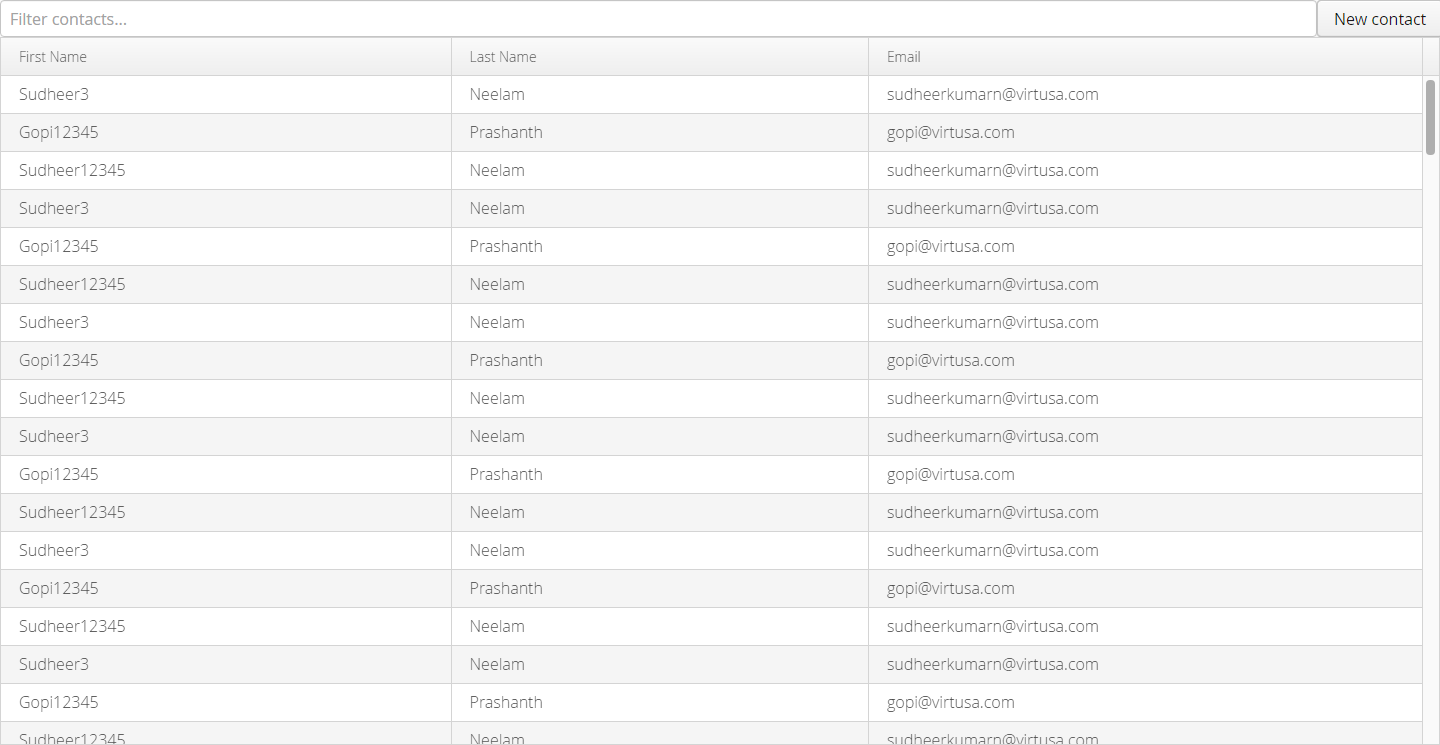 Filter contacts... New contact
First Name Last Name Email
Sudheer3 Neelam sudheerkumarn@virtusa.com
Gopi12345 Prashanth gopi@virtusa.com
Sudheer12345 Neelam sudheerkumarn@virtusa.com
Sudheer3 Neelam sudheerkumarn@virtusa.com
Gopi12345 Prashanth gopi@virtusa.com
Sudheer12345 Neelam sudheerkumarn@virtusa.com
Sudheer3 Neelam sudheerkumarn@virtusa.com
Gopi12345 Prashanth gopi@virtusa.com
Sudheer12345 Neelam sudheerkumarn@virtusa.com
Sudheer3 Neelam sudheerkumarn@virtusa.com
Gopi12345 Prashanth gopi@virtusa.com
Sudheer12345 Neelam sudheerkumarn@virtusa.com
Sudheer3 Neelam sudheerkumarn@virtusa.com
Gopi12345 Prashanth gopi@virtusa.com
Sudheer12345 Neelam sudheerkumarn@virtusa.com
Sudheer3 Neelam sudheerkumarn@virtusa.com
Gopi12345 Prashanth gopi@virtusa.com
Sudheer12345 Neelam sudheerkumarn@virtusa.com